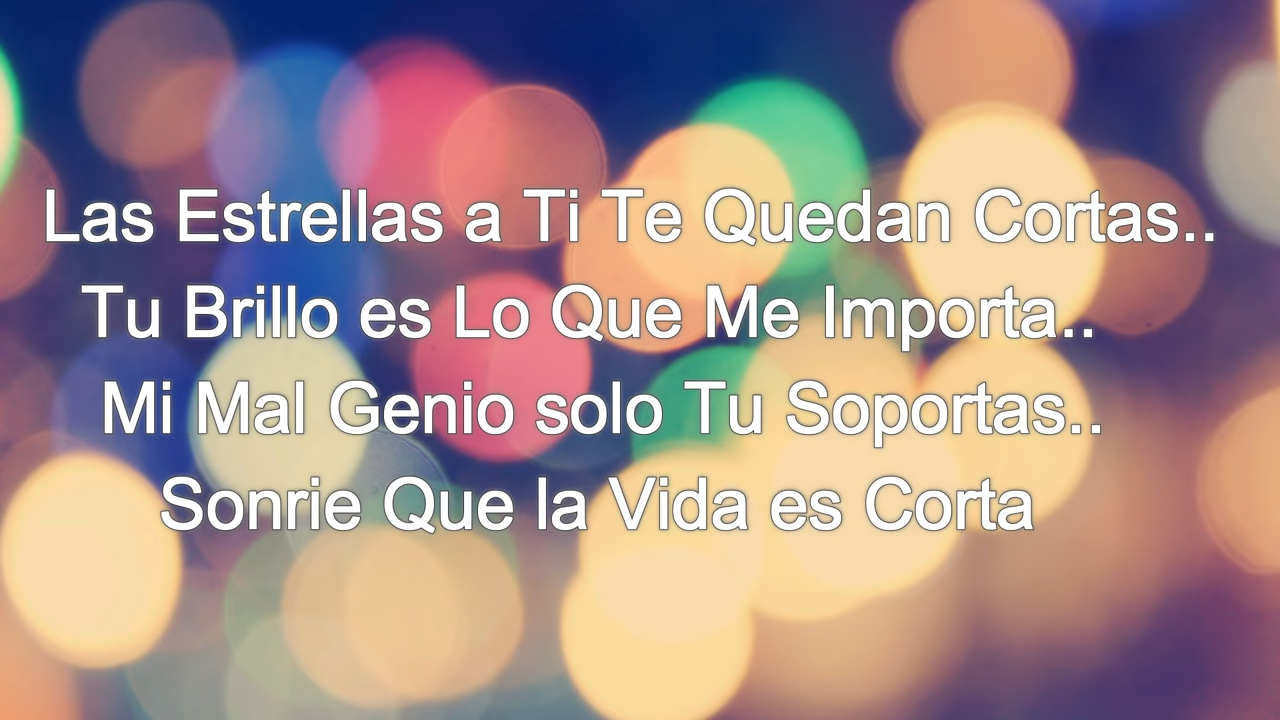 Las Estrellas a Ti Te Quedan Cortas..
Tu Brillo es Lo Que Me Importa..
Mi Mal Genio solo Tu Soportas..
Sonrie Que la Vida es Corta